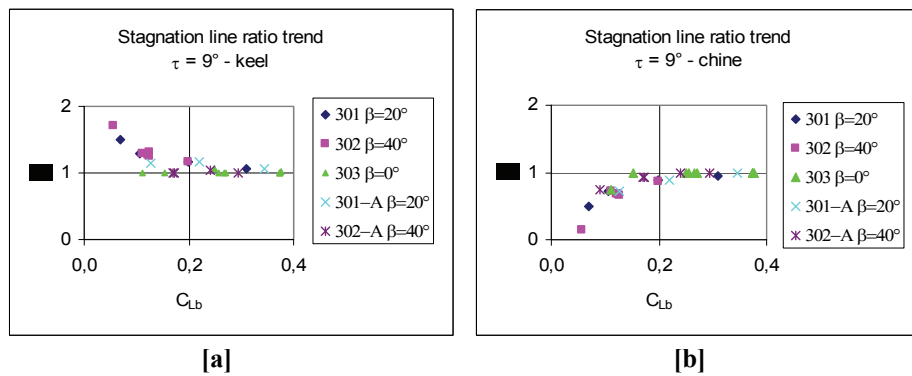 Stagnation line ratio trend
τ = 9° - keel
2
1
0
0,0
0,2
0,4
C_Lb
301 β=20°
302 β=40°
303 β=0°
301–A β=20°
302–A β=40°
[a]
Stagnation line ratio trend
τ = 9° - chine
2
1
0
0,0
0,2
0,4
C_Lb
301 β=20°
302 β=40°
303 β=0°
301–A β=20°
302–A β=40°
[b]